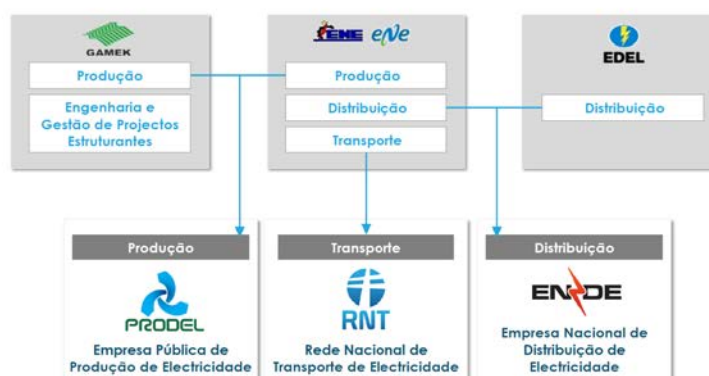 GAMEK
Produção
Engenharia e
Gestão de Projectos
Estruturantes
ENE eNe
Produção
Distribuição
Transporte
EDEL
Distribuição
Produção
PRODEL
Empresa Pública de
Produção de Electricidade
Transporte
RNT
Rede Nacional de
Transporte de Electricidade
Distribuição
ENDE
Empresa Nacional de
Distribuição de
Electricidade